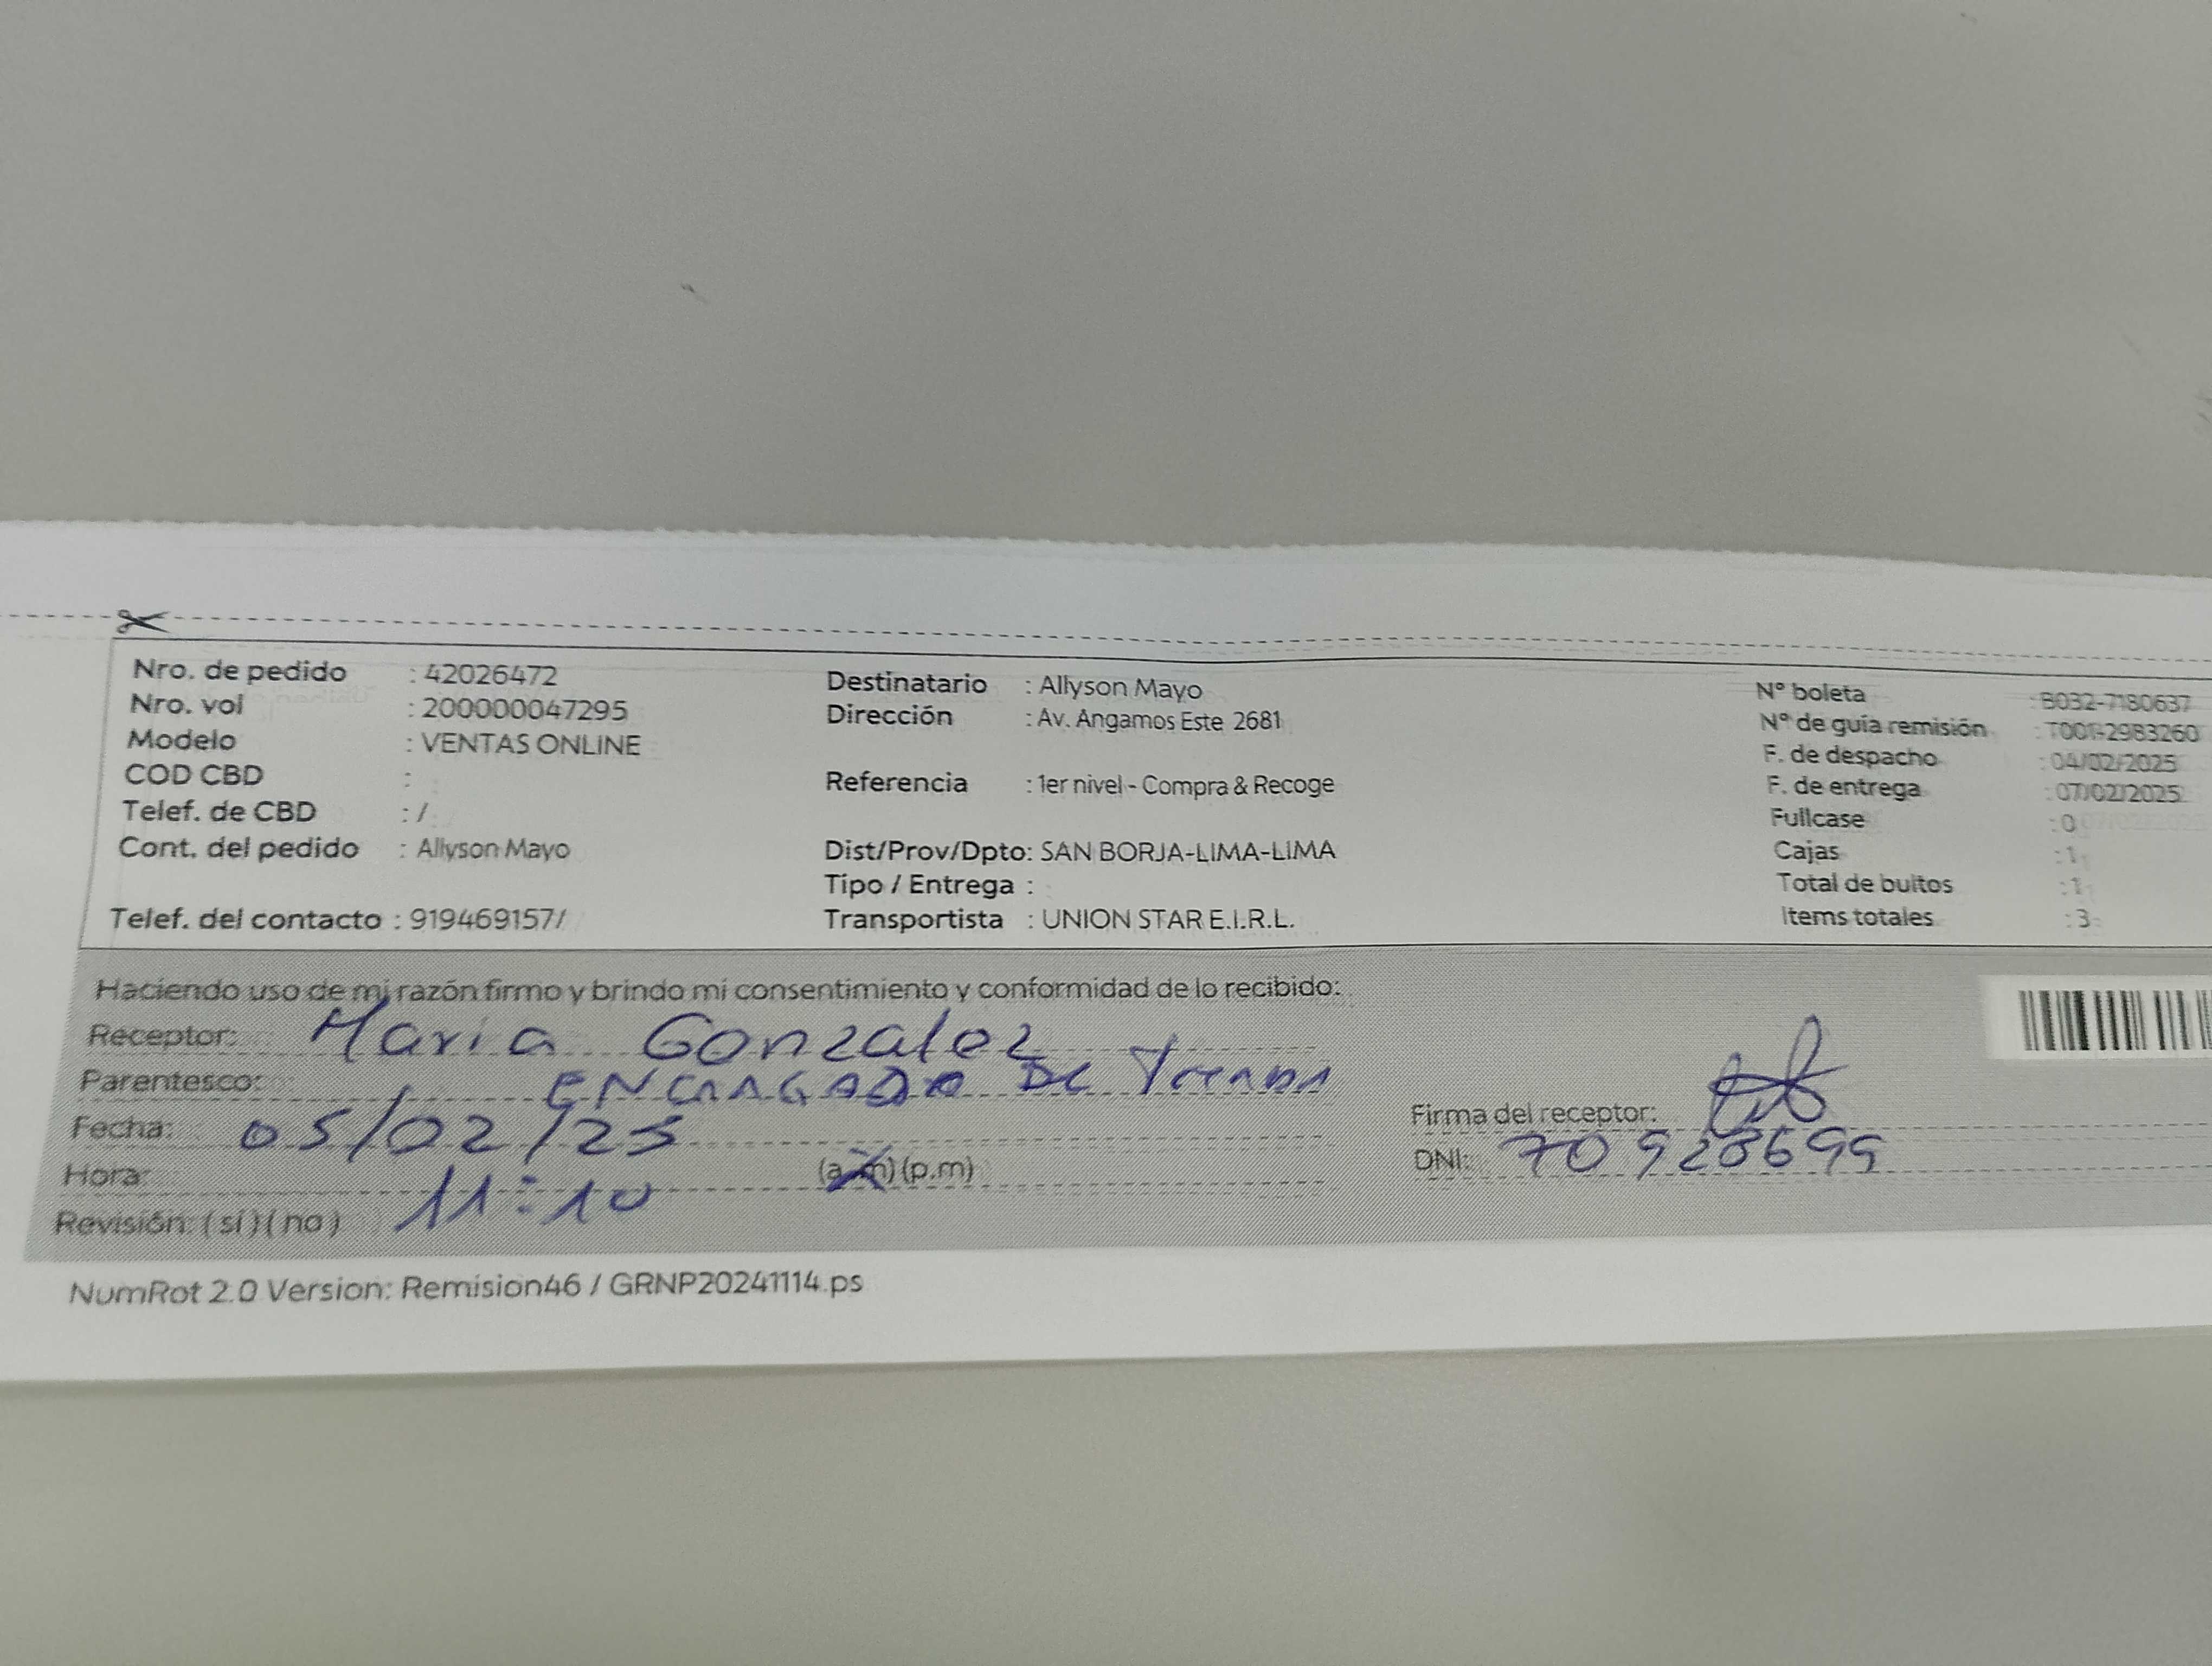 Nro. de pedido : 42026472
Nro. vol : 200000047295
Modelo : VENTAS ONLINE
COD CBD :
Telef. de CBD : /
Cont. del pedido : Allyson Mayo
Telef. del contacto : 919469157/
Destinatario : Allyson Mayo
Dirección : Av. Angamos Este 2681
Referencia : 1er nivel - Compra & Recoge
Dist/Prov/Dpto: SAN BORJA-LIMA-LIMA
Tipo / Entrega :
Transportista : UNION STAR E.I.R.L.
N° boleta : B032-7180637
N° de guía remisión : T001-2983260
F. de despacho : 04/02/2025
F. de entrega : 07/02/2025
Fullcase : 0
Cajas : 1
Total de bultos : 1
Items totales : 3
Haciendo uso de mi razón firmo y brindo mi consentimiento y conformidad de lo recibido:
Receptor: Maria Gonzalez
Parentesco: ENCRAGADO DE TIENDA
Fecha: 05/02/25
Hora: 11:10 (a.m) (p.m)
Revisión: ( sí ) ( no )
Firma del receptor:
DNI: 70928699
NumRot 2.0 Version: Remision46 / GRNP20241114.ps